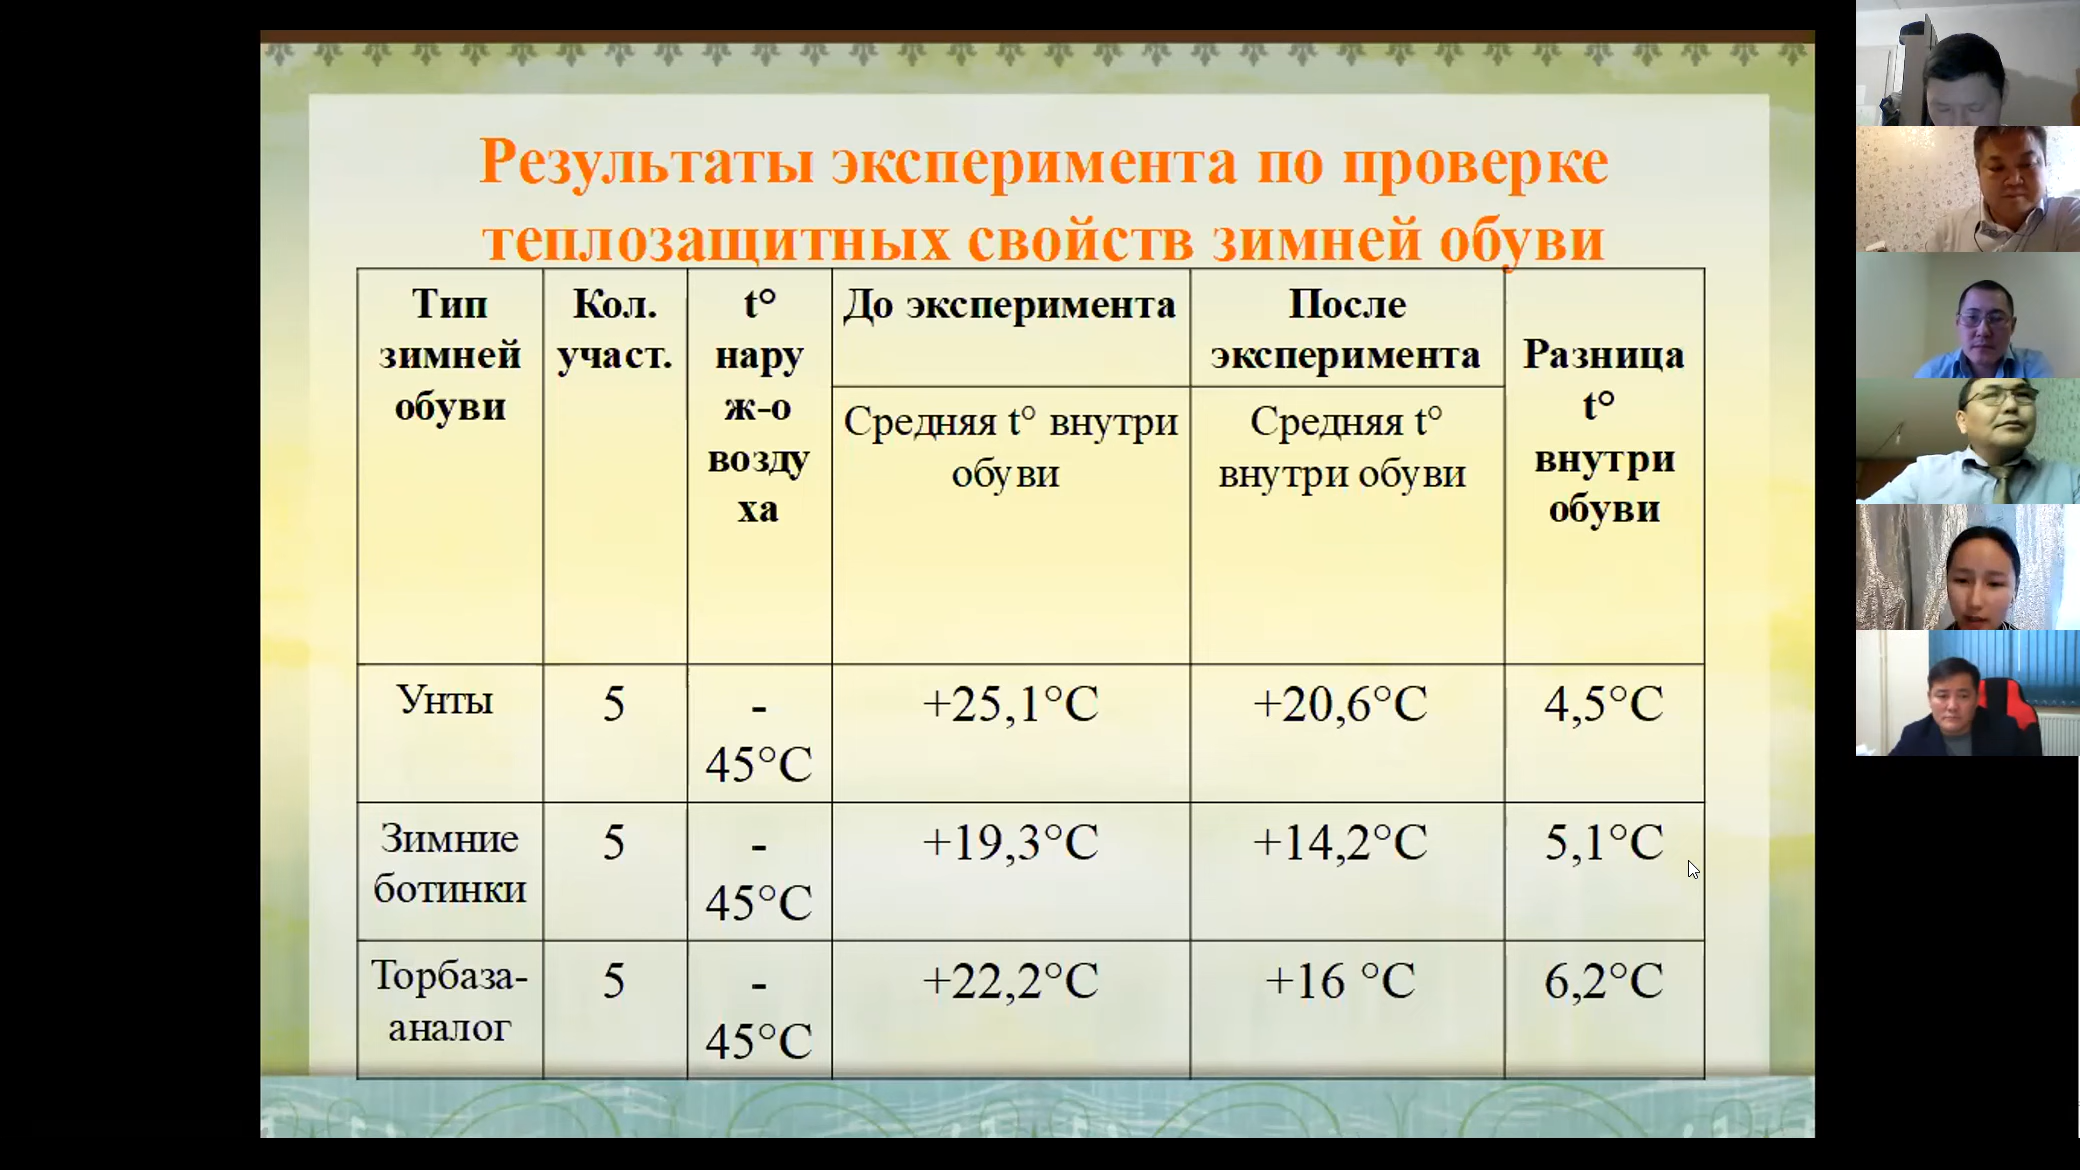 Результаты эксперимента по проверке
теплозащитных свойств зимней обуви
Тип
зимней
обуви
Кол.
участ.
t°
нару
ж-о
возду
ха
До эксперимента
После
эксперимента
Разница
t°
внутри
обуви
Средняя t° внутри
обуви
Средняя t°
внутри обуви
Унты
5
-
45°C
+25,1°C
+20,6°C
4,5°C
Зимние
ботинки
5
-
45°C
+19,3°C
+14,2°C
5,1°C
Торбаза-
аналог
5
-
45°C
+22,2°C
+16 °C
6,2°C